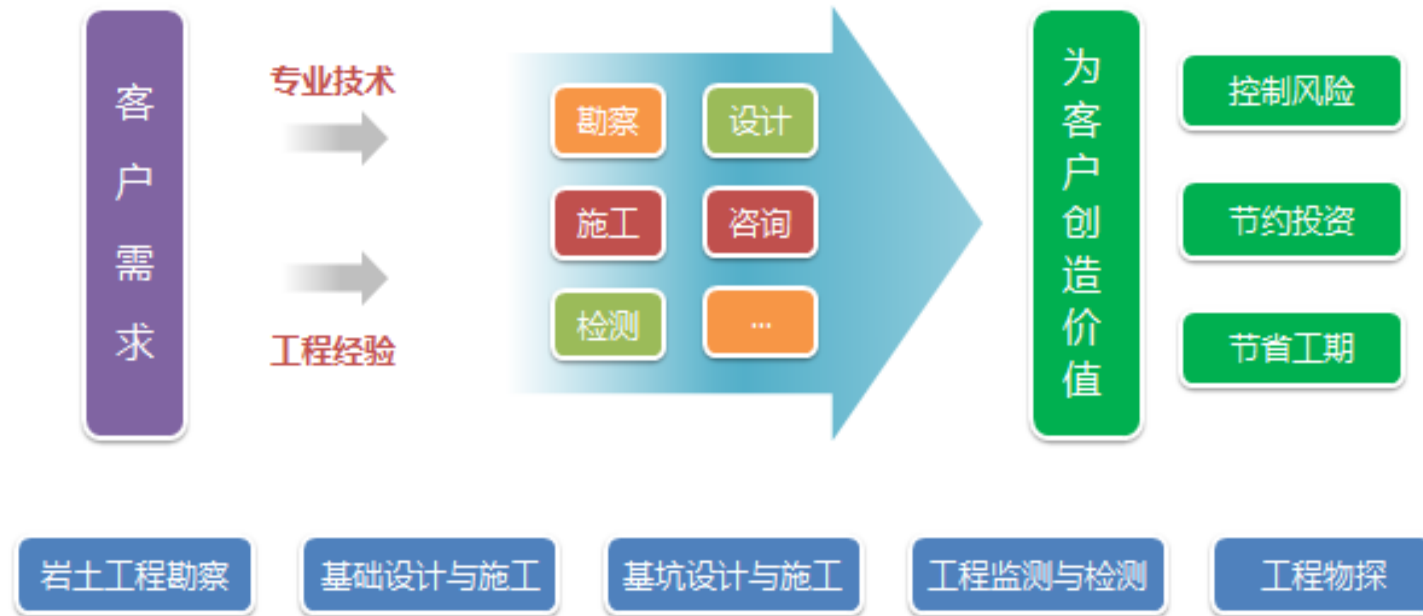 客户需求
专业技术
工程经验
勘察
设计
施工
咨询
检测
...
为客户创造价值
控制风险
节约投资
节省工期
岩土工程勘察
基础设计与施工
基坑设计与施工
工程监测与检测
工程物探